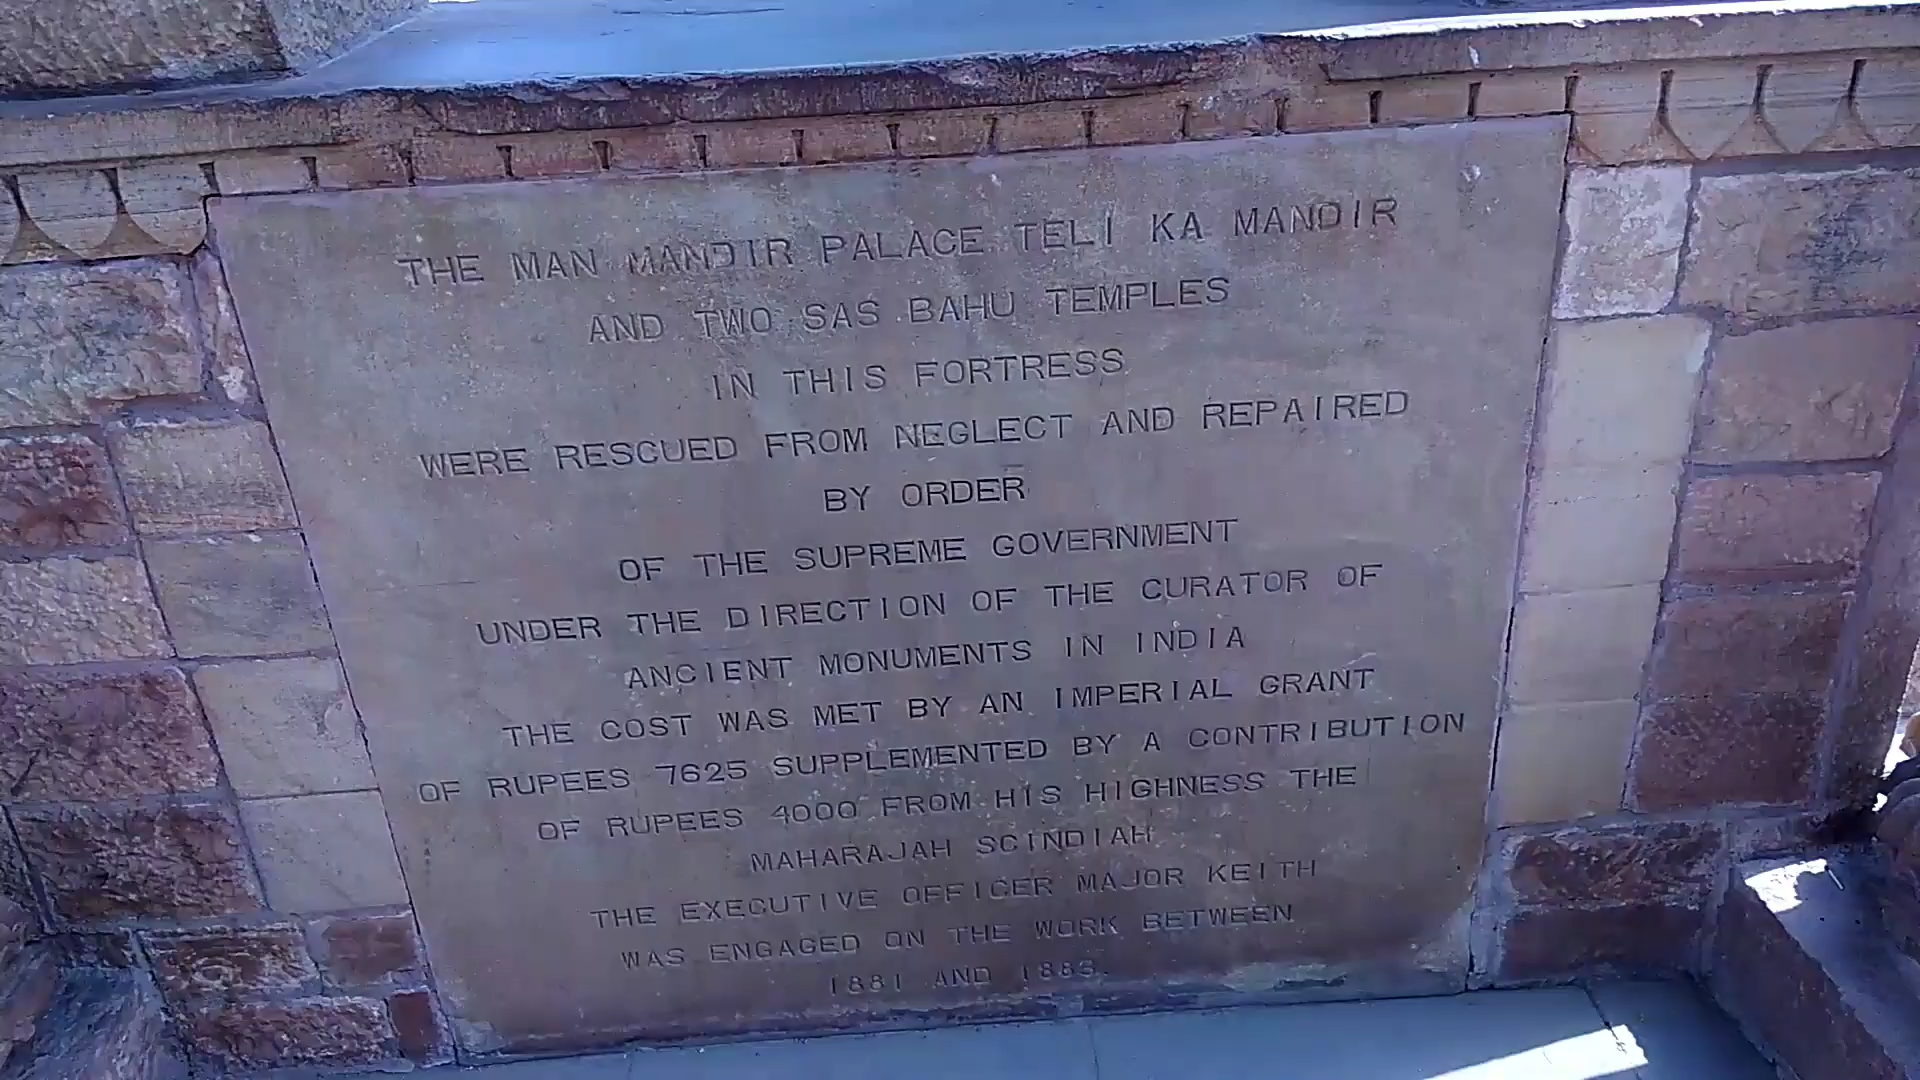 THE MAN MANDIR PALACE TELI KA MANDIR
AND TWO SAS BAHU TEMPLES
IN THIS FORTRESS
WERE RESCUED FROM NEGLECT AND REPAIRED
BY ORDER
OF THE SUPREME GOVERNMENT
UNDER THE DIRECTION OF THE CURATOR OF
ANCIENT MONUMENTS IN INDIA
THE COST WAS MET BY AN IMPERIAL GRANT
OF RUPEES 7625 SUPPLEMENTED BY A CONTRIBUTION
OF RUPEES 4000 FROM HIS HIGHNESS THE
MAHARAJAH SCINDIAH
THE EXECUTIVE OFFICER MAJOR KEITH
WAS ENGAGED ON THE WORK BETWEEN
1881 AND 1883.